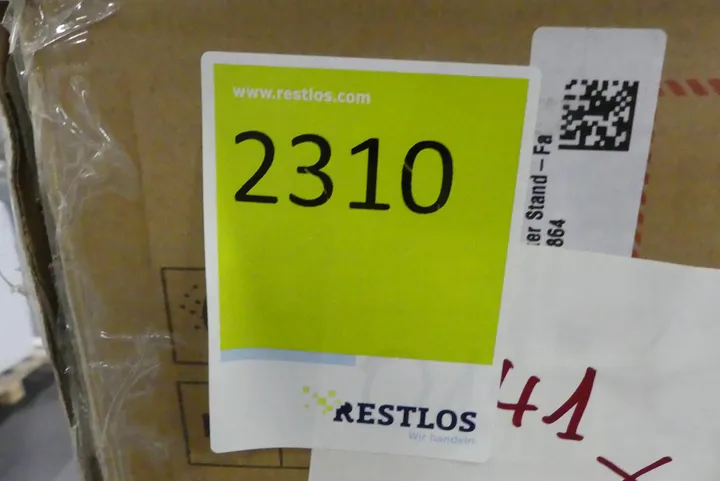 www.restlos.com
2310
RESTLOS
Wir handeln
er Stand – Fa
864
41
x